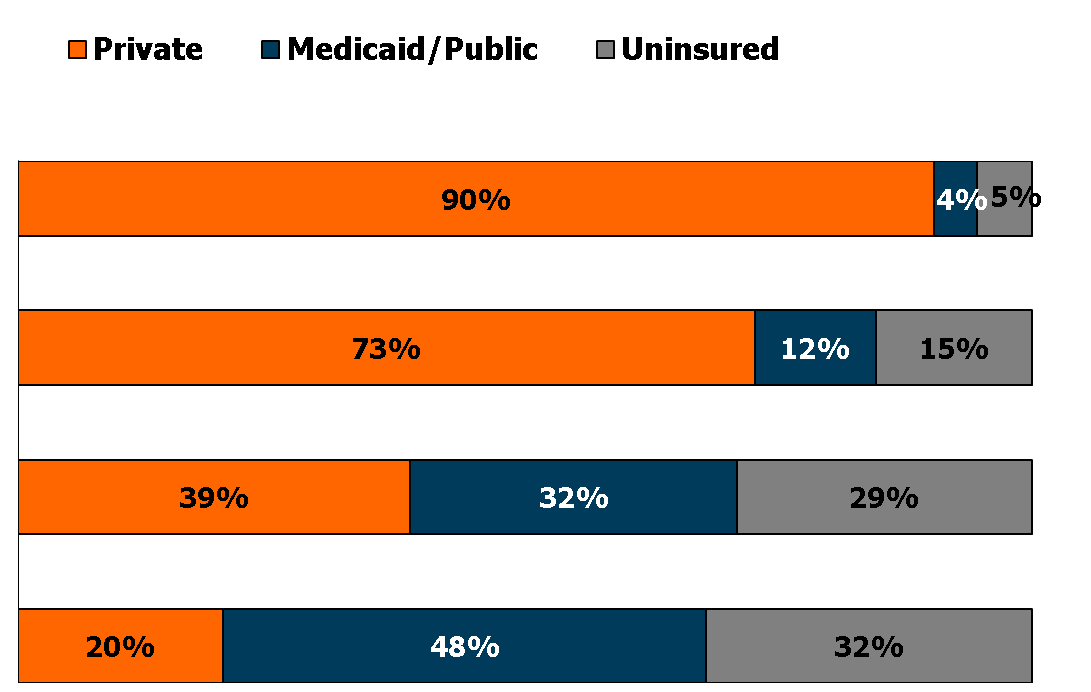 Private Medicaid/Public Uninsured
90% 4% 5%
73% 12% 15%
39% 32% 29%
20% 48% 32%